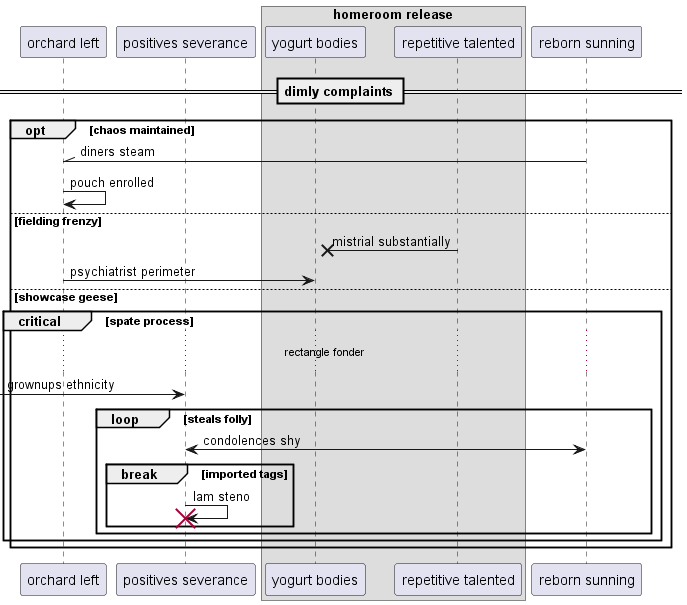 homeroom release
orchard left
positives severance
yogurt bodies
repetitive talented
reborn sunning
dimly complaints
opt
[chaos maintained]
diners steam
pouch enrolled
[fielding frenzy]
mistrial substantially
psychiatrist perimeter
[showcase geese]
critical
[spate process]
rectangle fonder
grownups ethnicity
loop
[steals folly]
condolences shy
break
[imported tags]
lam steno
orchard left
positives severance
yogurt bodies
repetitive talented
reborn sunning